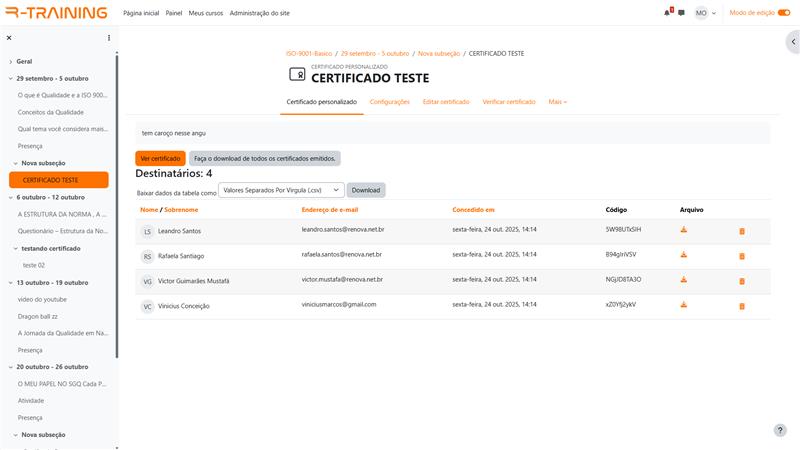 R-TRAINING
Página inicial Painel Meus cursos Administração do site
1
MO
Modo de edição
Geral
29 setembro - 5 outubro
O que é Qualidade e a ISO 900...
Conceitos da Qualidade
Qual tema você considera mais...
Presença
Nova subseção
CERTIFICADO TESTE
6 outubro - 12 outubro
A ESTRUTURA DA NORMA , A ...
Questionário – Estrutura da No...
testando certificado
teste 02
13 outubro - 19 outubro
video do youtube
Dragon ball zz
A Jornada da Qualidade em Na...
Presença
20 outubro - 26 outubro
O MEU PAPEL NO SGQ Cada P...
Atividade
Presença
Nova subseção
ISO-9001-Basico / 29 setembro - 5 outubro / Nova subseção / CERTIFICADO TESTE
CERTIFICADO PERSONALIZADO
CERTIFICADO TESTE
Certificado personalizado Configurações Editar certificado Verificar certificado Mais
tem caroço nesse angu
Ver certificado Faça o download de todos os certificados emitidos.
Destinatários: 4
Baixar dados da tabela como Valores Separados Por Virgula (.csv) Download
Nome / Sobrenome Endereço de e-mail Concedido em Código Arquivo
LS Leandro Santos leandro.santos@renova.net.br sexta-feira, 24 out. 2025, 14:14 5W98UTxSIH
RS Rafaela Santiago rafaela.santos@renova.net.br sexta-feira, 24 out. 2025, 14:14
VG Victor Guimarães Mustafá victor.mustafa@renova.net.br sexta-feira, 24 out. 2025, 14:14 NGJJD8TA3O
VC Vinicius Conceição viniciusmarcos@gmail.com sexta-feira, 24 out. 2025, 14:14 xZ0Yfj2ykV
?